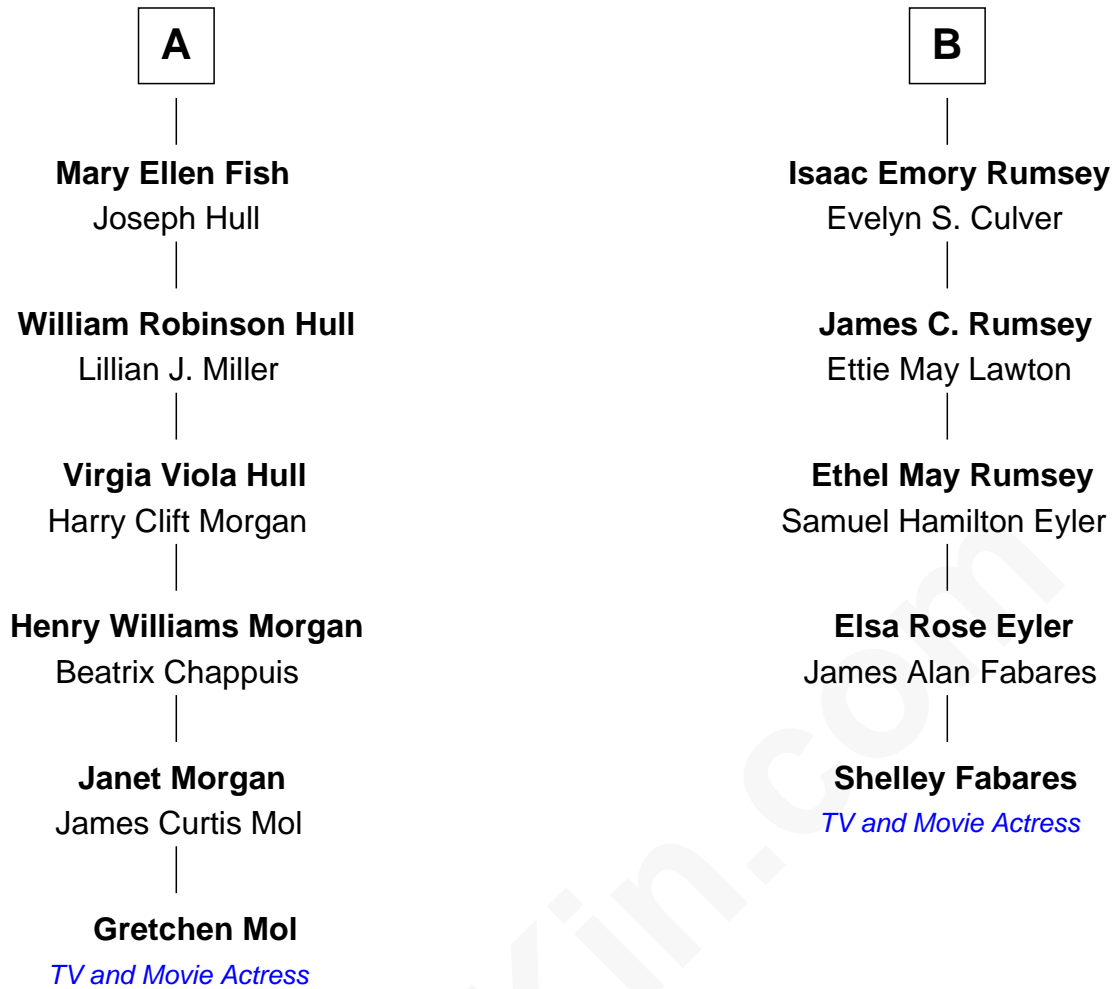 A
Mary Ellen Fish
Joseph Hull
William Robinson Hull
Lillian J. Miller
Virgia Viola Hull
Harry Clift Morgan
Henry Williams Morgan
Beatrix Chappuis
Janet Morgan
James Curtis Mol
Gretchen Mol
TV and Movie Actress
B
Isaac Emory Rumsey
Evelyn S. Culver
James C. Rumsey
Ettie May Lawton
Ethel May Rumsey
Samuel Hamilton Eyler
Elsa Rose Eyler
James Alan Fabares
Shelley Fabares
TV and Movie Actress
Kin.com